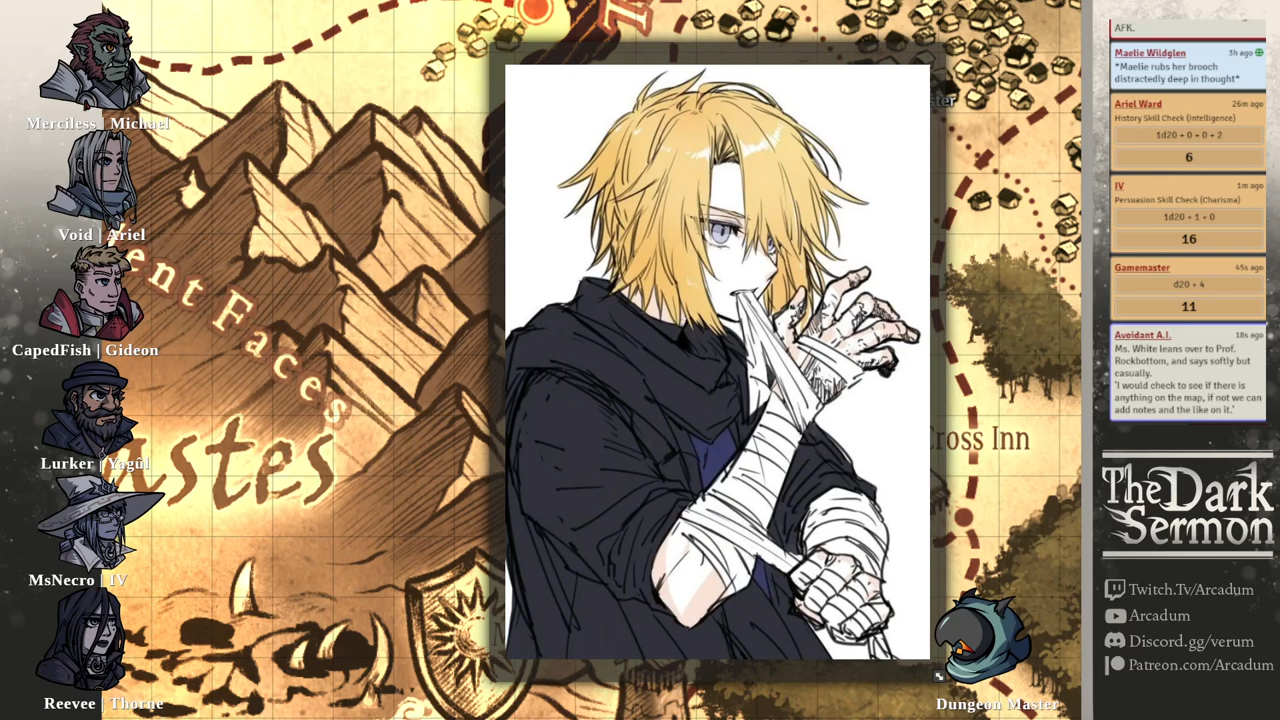 Merciless | Michael
Void | Ariel
CapedFish | Gideon
Lurker | Yagûl
MsNecro | IV
Reevee | Thorne
ent Faces
astes
ster
Cross Inn
Dungeon Master
AFK.
Maelie Wildglen 3h ago
*Maelie rubs her brooch
distractedly deep in thought*
Ariel Ward 26m ago
History Skill Check (Intelligence)
1d20 + 0 + 0 + 2
6
IV 1m ago
Persuasion Skill Check (Charisma)
1d20 + 1 + 0
16
Gamemaster 45s ago
d20 + 4
11
Avoidant A.I. 18s ago
Ms. White leans over to Prof.
Rockbottom, and says softly but
casually.
'I would check to see if there is
anything on the map, if not we can
add notes and the like on it.'
The Dark
Sermon
Twitch.Tv/Arcadum
Arcadum
Discord.gg/verum
Patreon.com/Arcadum